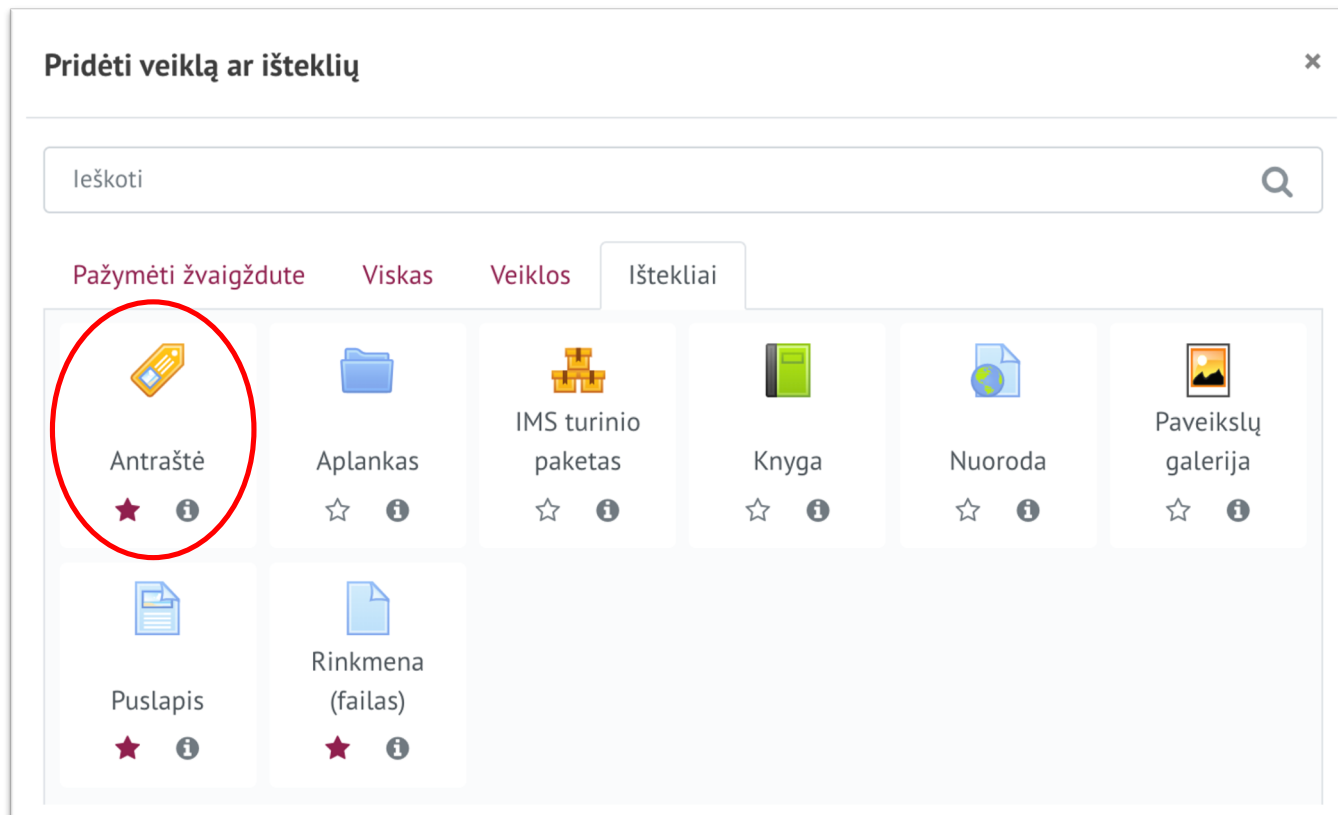 Pridėti veiklą ar išteklių
Ieškoti
Pažymėti žvaigždute Viskas Veiklos Ištekliai
Antraštė
Aplankas
IMS turinio
paketas
Knyga
Nuoroda
Paveikslų
galerija
Puslapis
Rinkmena
(failas)